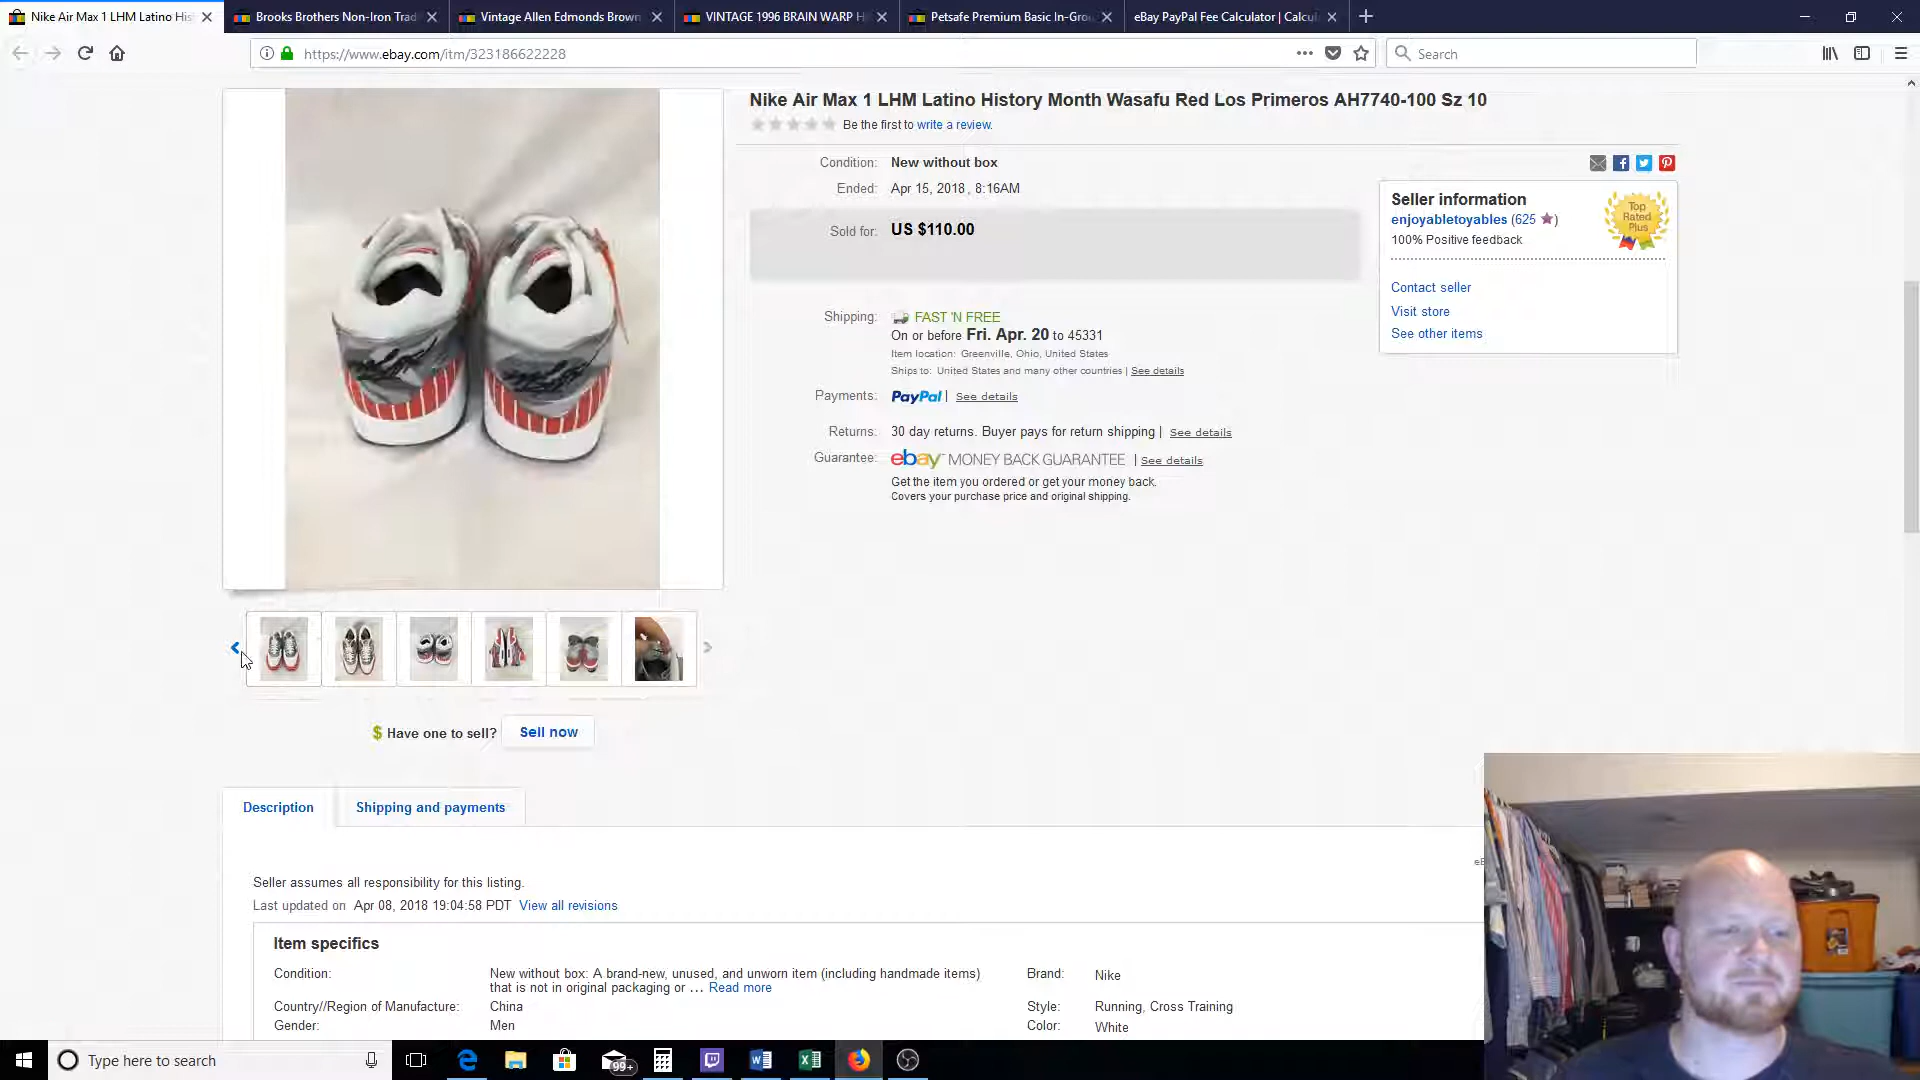 Nike Air Max 1 LHM Latino His
Brooks Brothers Non-Iron Trad
Vintage Allen Edmonds Brown
VINTAGE 1996 BRAIN WARP H
Petsafe Premium Basic In-Grou
eBay PayPal Fee Calculator | Calcul
https://www.ebay.com/itm/323186622228
Search
Nike Air Max 1 LHM Latino History Month Wasafu Red Los Primeros AH7740-100 Sz 10
Be the first to write a review.
Condition: New without box
Ended: Apr 15, 2018 , 8:16AM
Sold for: US $110.00
Seller information
enjoyabletoyables (625 ★)
100% Positive feedback
Top
Rated
Plus
Contact seller
Visit store
See other items
Shipping: FAST 'N FREE
On or before Fri. Apr. 20 to 45331
Item location: Greenville, Ohio, United States
Ships to: United States and many other countries | See details
Payments: PayPal | See details
Returns: 30 day returns. Buyer pays for return shipping | See details
Guarantee: ebay MONEY BACK GUARANTEE | See details
Get the item you ordered or get your money back.
Covers your purchase price and original shipping.
$ Have one to sell? Sell now
Description
Shipping and payments
Seller assumes all responsibility for this listing.
Last updated on Apr 08, 2018 19:04:58 PDT View all revisions
Item specifics
Condition: New without box: A brand-new, unused, and unworn item (including handmade items)
that is not in original packaging or … Read more
Brand: Nike
Country//Region of Manufacture: China
Style: Running, Cross Training
Gender: Men
Color: White
Type here to search
99+